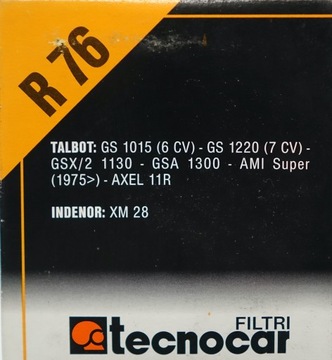 R 76
TALBOT: GS 1015 (6 CV) - GS 1220 (7 CV) -
GSX/2 1130 - GSA 1300 - AMI Super
(1975>) - AXEL 11R
INDENOR: XM 28
FILTRI
tecnocar